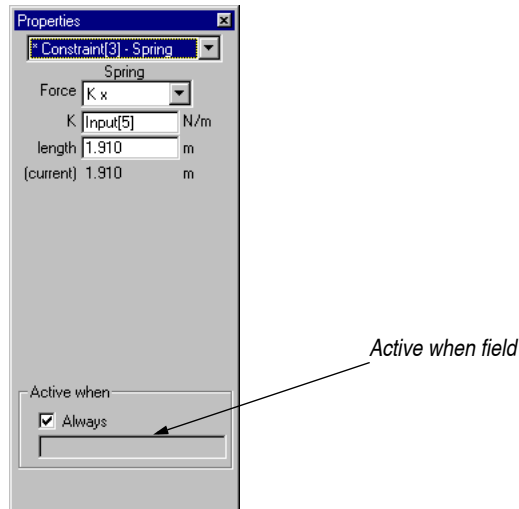 Properties
* Constraint[3] - Spring
Spring
Force K x
K Input[5] N/m
length 1.910 m
(current) 1.910 m
Active when field
Active when
Always